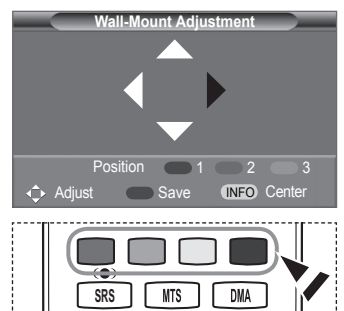 Wall-Mount Adjustment
Position 1 2 3
Adjust Save INFO Center
SRS MTS DMA